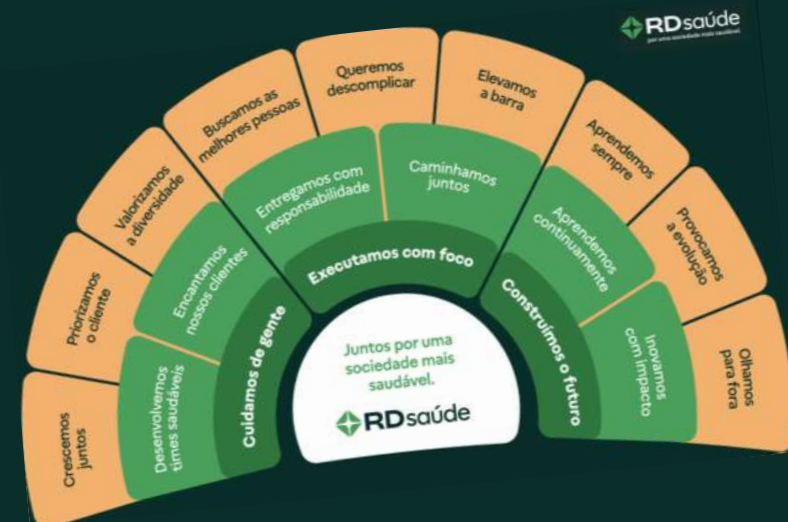 RDsaúde
por uma sociedade mais saudável
Crescemos
juntos
Priorizamos
o cliente
Valorizamos
a diversidade
Buscamos as
melhores pessoas
Queremos
descomplicar
Elevamos
a barra
Aprendemos
sempre
Provocamos
a evolução
Olhamos
para fora
Desenvolvemos
times saudáveis
Encantamos
nossos clientes
Entregamos com
responsabilidade
Caminhamos
juntos
Aprendemos
continuamente
Inovamos
com impacto
Cuidamos de gente
Executamos com foco
Construímos o futuro
Juntos por uma
sociedade mais
saudável.
RDsaúde